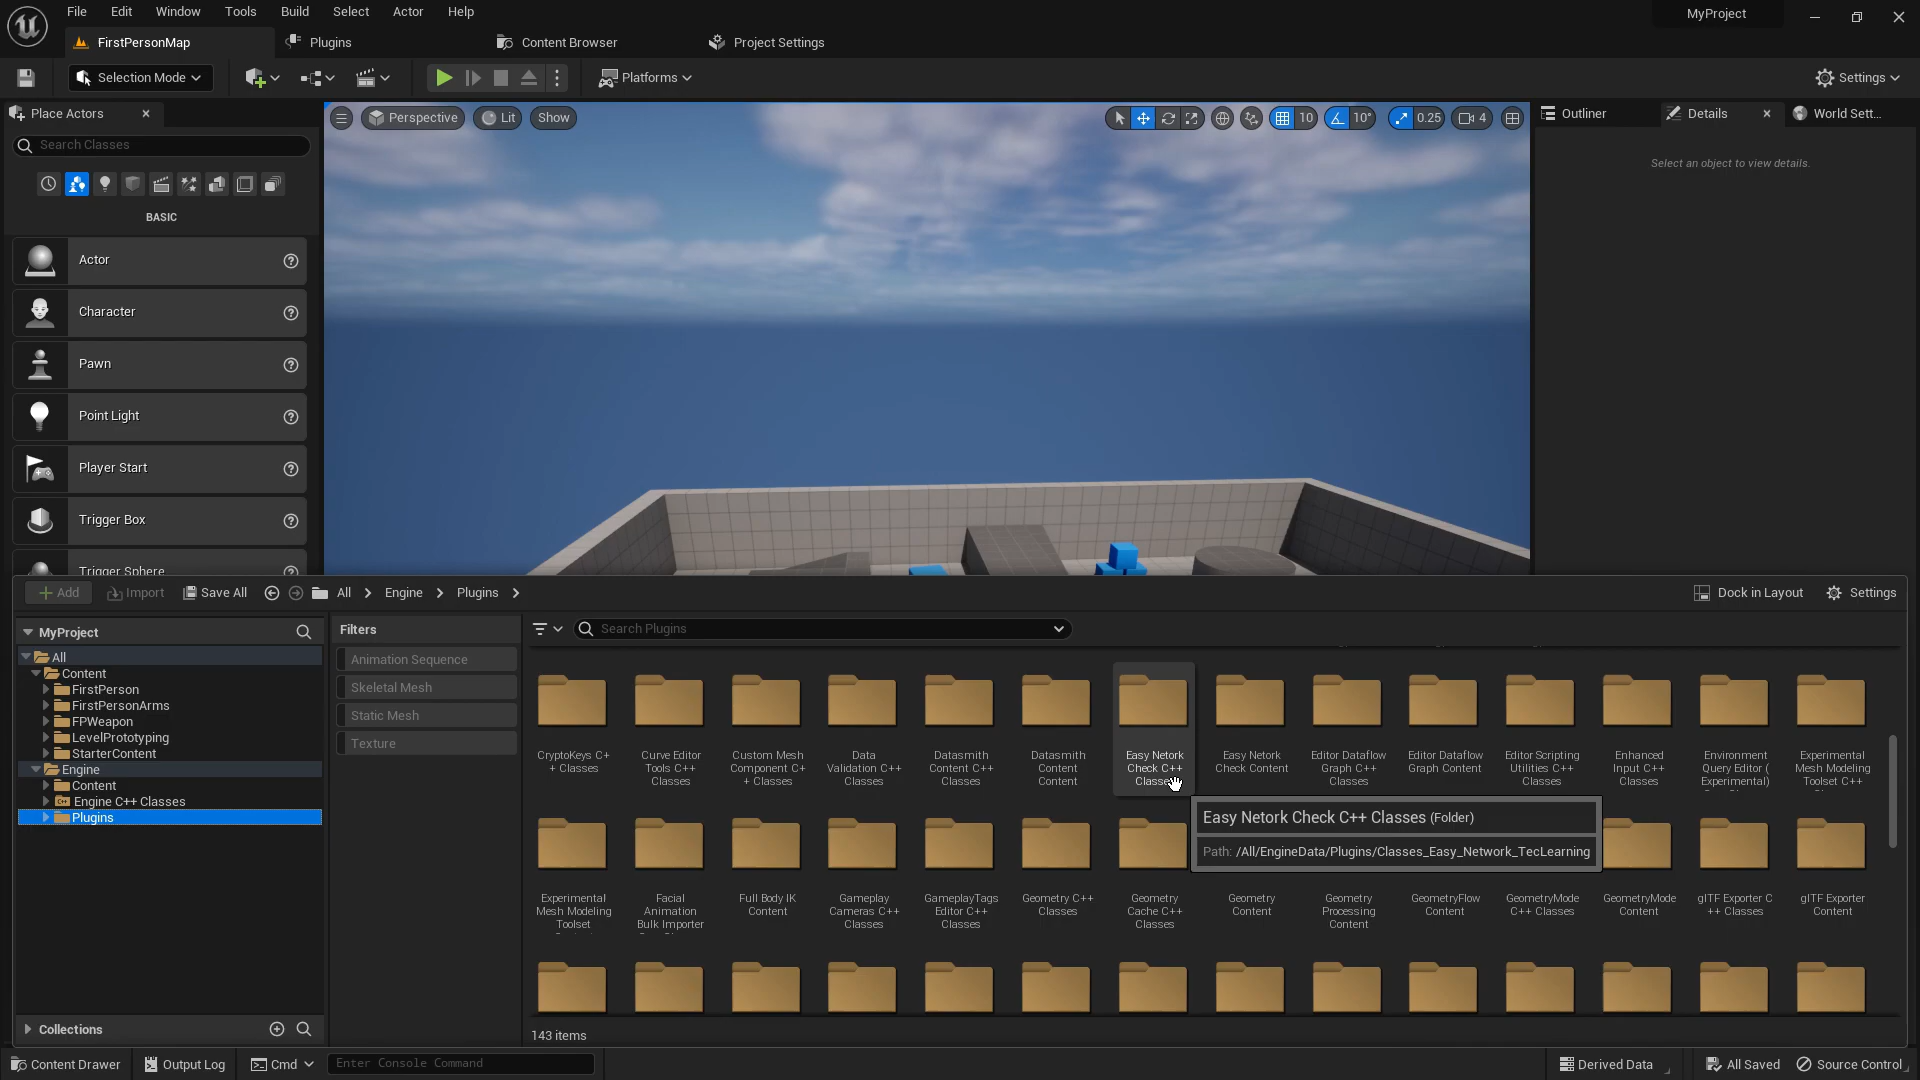 File Edit Window Tools Build Select Actor Help
MyProject
FirstPersonMap
Plugins
Content Browser
Project Settings
Selection Mode
Platforms
Settings
Place Actors
Search Classes
BASIC
Actor
Character
Pawn
Point Light
Player Start
Trigger Box
Trigger Sphere
Perspective
Lit
Show
10
10°
0.25
4
Outliner
Details
World Sett...
Select an object to view details.
Add
Import
Save All
All
Engine
Plugins
Dock in Layout
Settings
MyProject
All
Content
FirstPerson
FirstPersonArms
FPWeapon
LevelPrototyping
StarterContent
Engine
Content
Engine C++ Classes
Plugins
Collections
Filters
Animation Sequence
Skeletal Mesh
Static Mesh
Texture
Search Plugins
CryptoKeys C+
+ Classes
Curve Editor
Tools C++
Classes
Custom Mesh
Component C+
+ Classes
Data
Validation C++
Classes
Datasmith
Content C++
Classes
Datasmith
Content
Easy Netork
Check C++
Classes
Easy Netork
Check Content
Editor Dataflow
Graph C++
Classes
Editor Dataflow
Graph Content
Editor Scripting
Utilities C++
Classes
Enhanced
Input C++
Classes
Environment
Query Editor (
Experimental)
Experimental
Mesh Modeling
Toolset C++
Easy Netork Check C++ Classes (Folder)
Path: /All/EngineData/Plugins/Classes_Easy_Network_TecLearning
Experimental
Mesh Modeling
Toolset
Facial
Animation
Bulk Importer
Full Body IK
Content
Gameplay
Cameras C++
Classes
GameplayTags
Editor C++
Classes
Geometry C++
Classes
Geometry
Cache C++
Classes
Geometry
Content
Geometry
Processing
Content
GeometryFlow
Content
GeometryMode
C++ Classes
GeometryMode
Content
glTF Exporter C
++ Classes
glTF Exporter
Content
143 items
Content Drawer
Output Log
Cmd
Enter Console Command
Derived Data
All Saved
Source Control